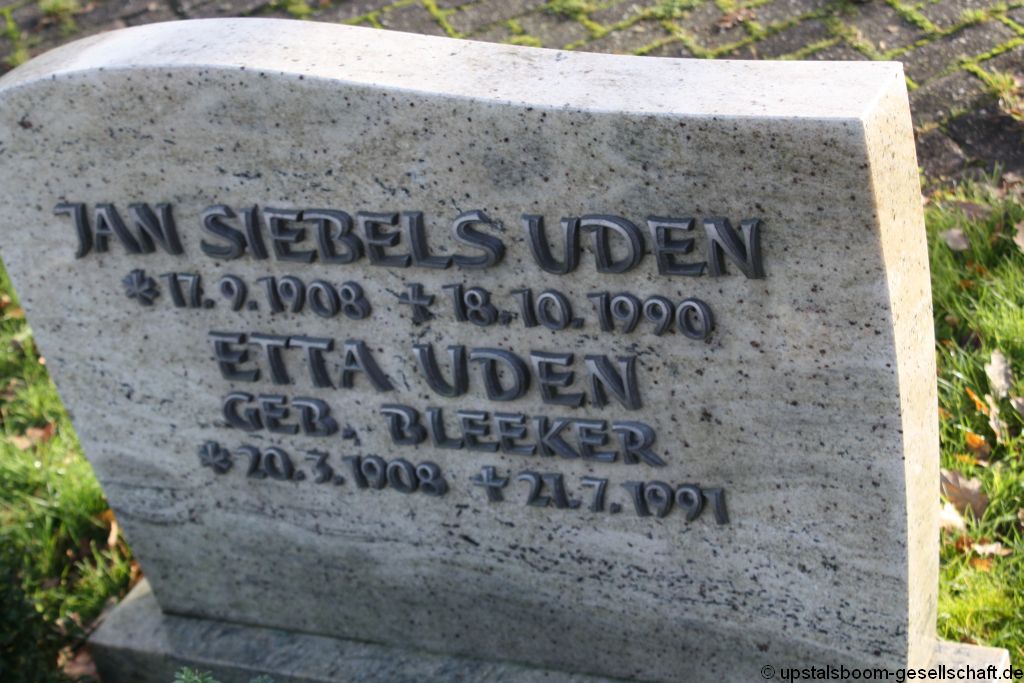 JAN SIEBELS UDEN
* 17.9.1908 † 18.10.1990
ETTA UDEN
GEB. BLEEKER
* 20.3.1908 † 21.7.1991
© upstalsboom-gesellschaft.de